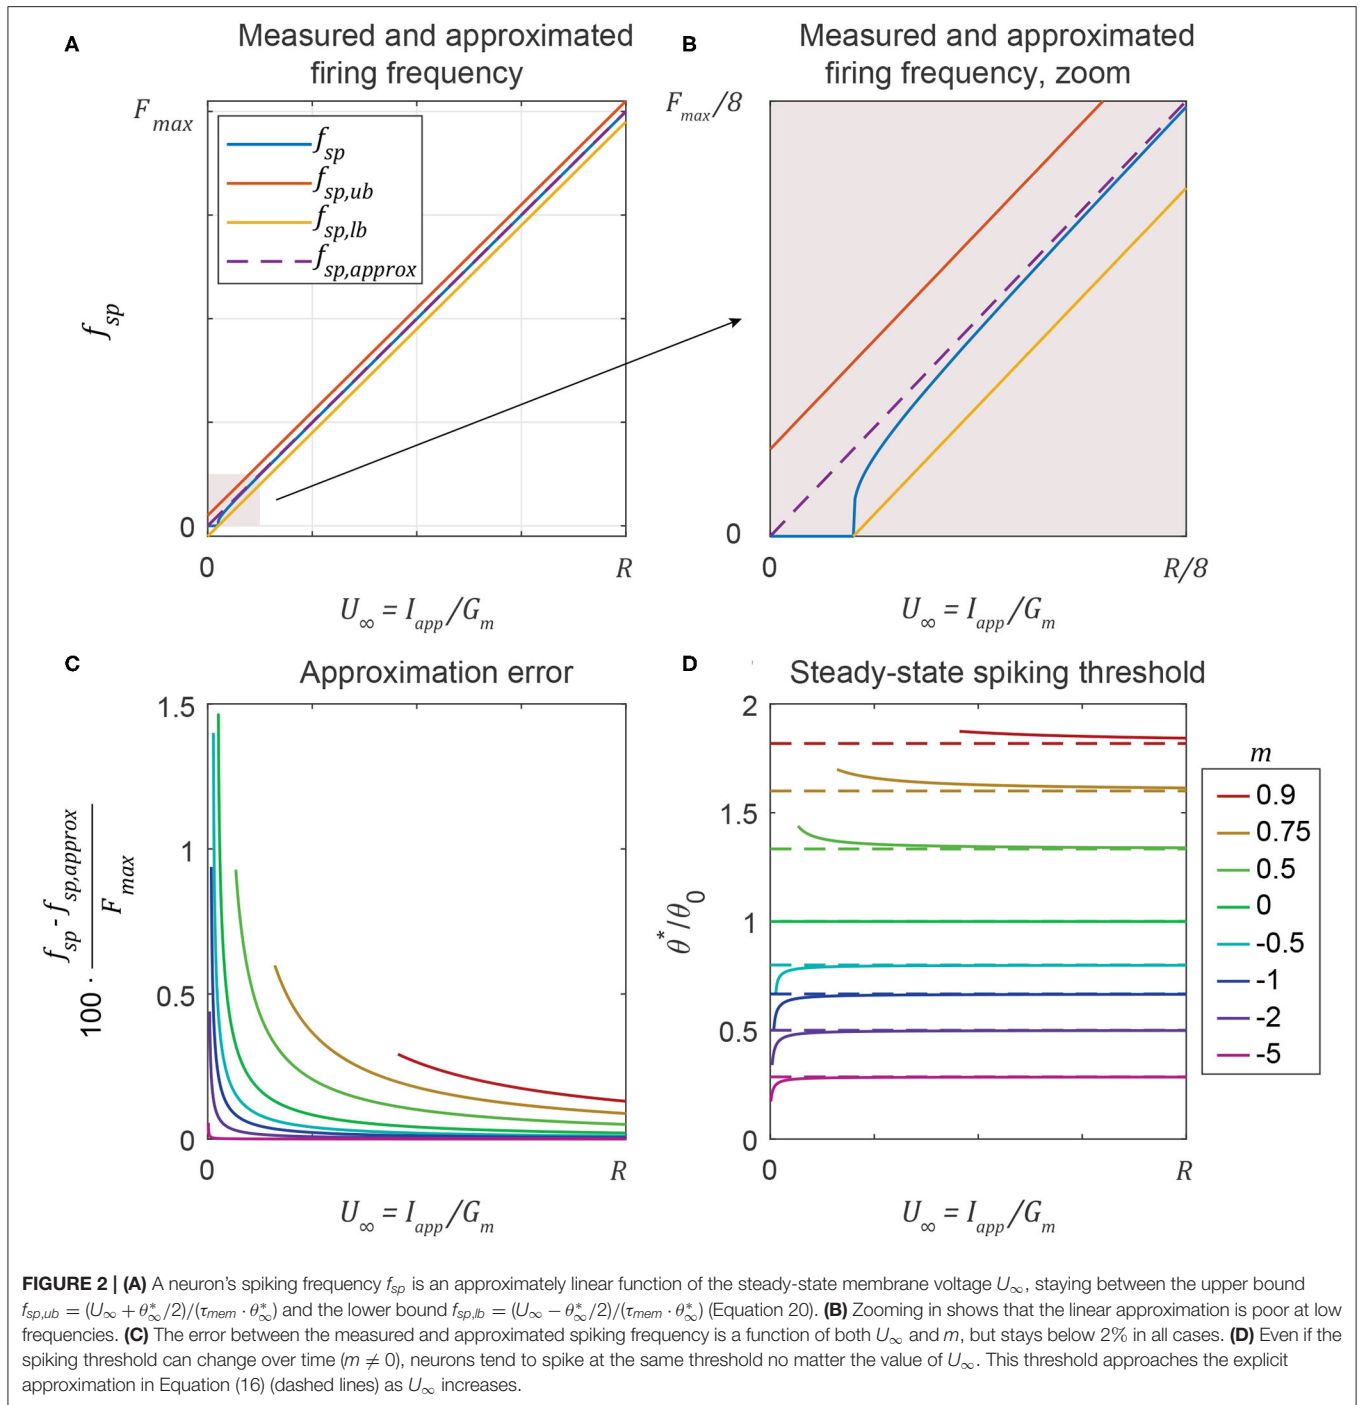 A
Measured and approximated
firing frequency
F max
f sp
f sp,ub
f sp,lb
f sp,approx
f sp
0
0
R
U∞ = I app /G m
B
Measured and approximated
firing frequency, zoom
F max /8
0
0
R/8
U∞ = I app /G m
C
Approximation error
1.5
1
0.5
0
100 · f sp - f sp,approx
F max
0
R
U∞ = I app /G m
D
Steady-state spiking threshold
2
1.5
1
0.5
0
θ*/θ0
0
R
U∞ = I app /G m
m
0.9
0.75
0.5
0
-0.5
-1
-2
-5
FIGURE 2 | (A) A neuron's spiking frequency fsp is an approximately linear function of the steady-state membrane voltage U∞, staying between the upper bound
fsp,ub = (U∞ + θ*∞/2)/(τmem · θ*∞) and the lower bound fsp,lb = (U∞ − θ*∞/2)/(τmem · θ*∞) (Equation 20). (B) Zooming in shows that the linear approximation is poor at low
frequencies. (C) The error between the measured and approximated spiking frequency is a function of both U∞ and m, but stays below 2% in all cases. (D) Even if the
spiking threshold can change over time (m ≠ 0), neurons tend to spike at the same threshold no matter the value of U∞. This threshold approaches the explicit
approximation in Equation (16) (dashed lines) as U∞ increases.